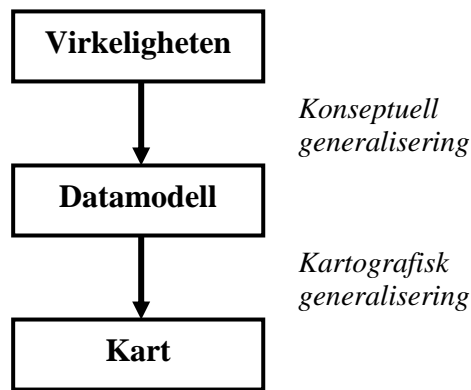 Virkeligheten
Konseptuell
generalisering
Datamodell
Kartografisk
generalisering
Kart